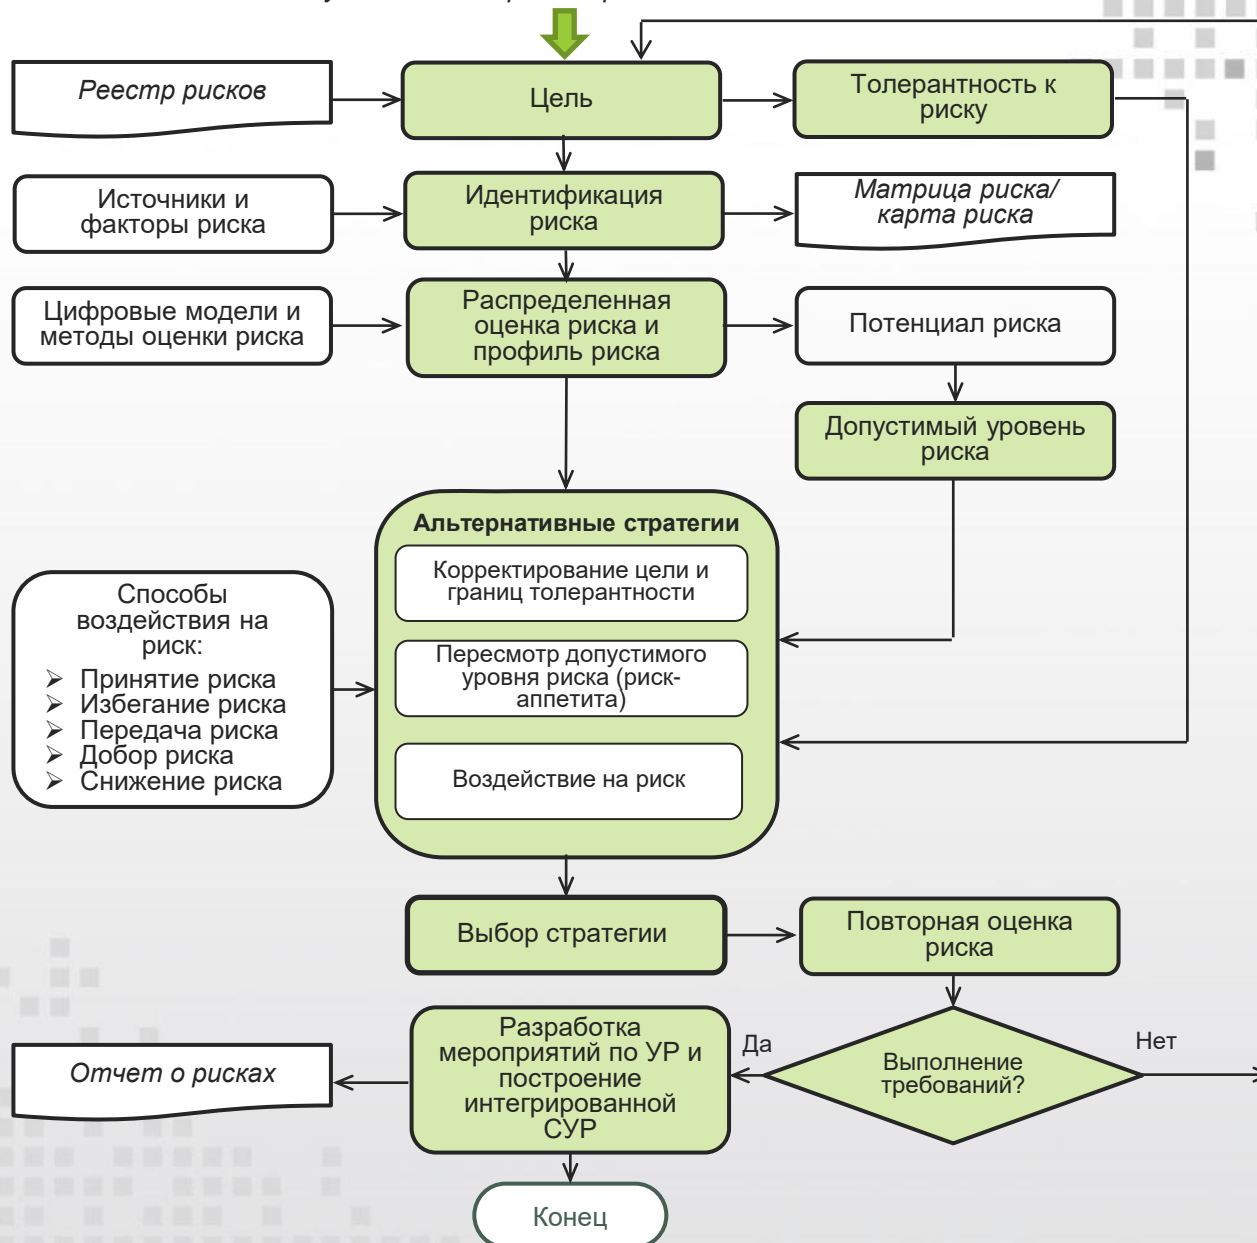 Реестр рисков
Цель
Толерантность к
риску
Источники и
факторы риска
Идентификация
риска
Матрица риска/
карта риска
Цифровые модели и
методы оценки риска
Распределенная
оценка риска и
профиль риска
Потенциал риска
Допустимый уровень
риска
Альтернативные стратегии
Корректирование цели и
границ толерантности
Пересмотр допустимого
уровня риска (риск-
аппетита)
Воздействие на риск
Способы
воздействия на
риск:
➢ Принятие риска
➢ Избегание риска
➢ Передача риска
➢ Добор риска
➢ Снижение риска
Выбор стратегии
Повторная оценка
риска
Выполнение
требований?
Да
Нет
Разработка
мероприятий по УР и
построение
интегрированной
СУР
Отчет о рисках
Конец